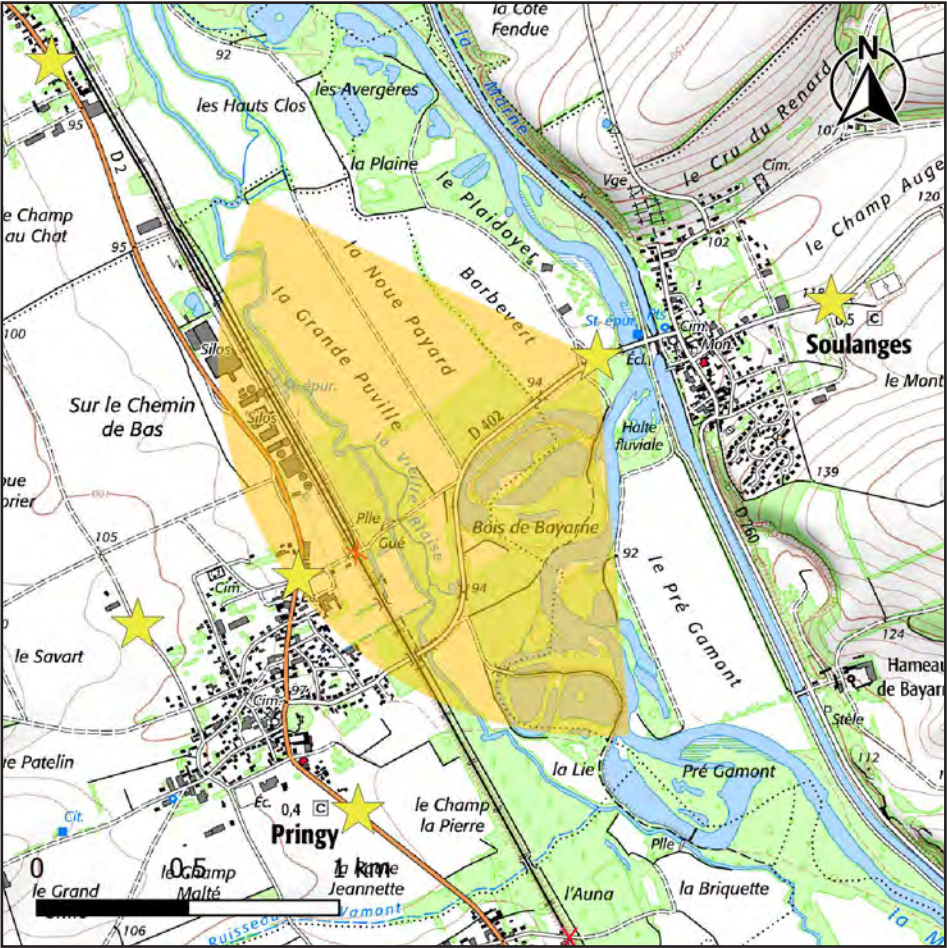 la Côte
Fendue
N
92
la Marne
les Avergères
les Hauts Clos
95
D 2
le Cru du Renard
107
la Plaine
Cim.
Vge
le Plaidoyer
le Champ Auge
120
e Champ
au Chat
102
95
la Noue Payard
Barbevert
la Grande Puville
118
St. épur.
Pts
Cim.
0,5 C
100
Mon.
Soulanges
Silos
Écl.
St. épur.
94
le Mont
Sur le Chemin
de Bas
Silos
D 402
Halte
fluviale
la Vieille Blaise
139
Plle
Bois de Bayarne
D 760
105
Gué
92
le Pré Gamont
Cim.
94
le Savart
124
Hameau
de Bayarn
97
Cim.
Stèle
112
Patelin
la Lie
Pré Gamont
Éc.
0,4 C
le Champ
la Pierre
Cit.
Pringy
Plle
0 0.5 1 km
le Grand
le Champ
Malté
Jeannette
l'Auna
la Briquette
Ruisseau
Vamont
106
la M